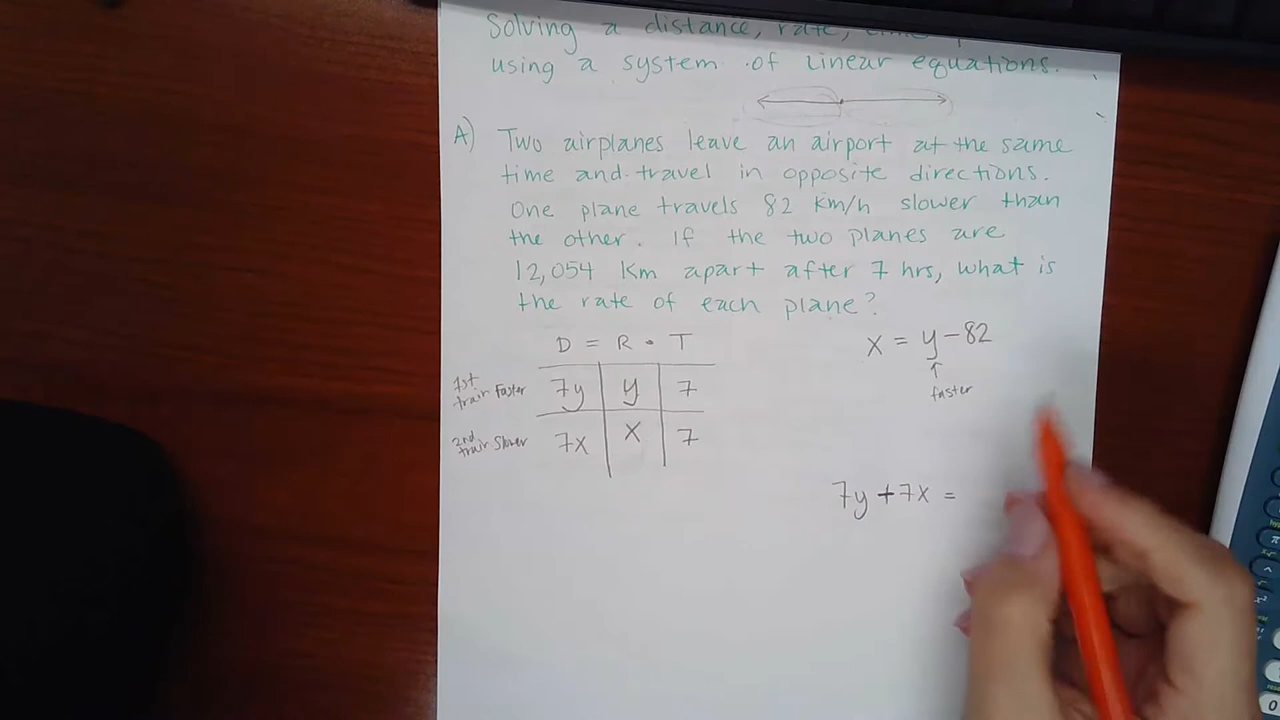 Solving a distance, rate,
using a system of linear equations.
A) Two airplanes leave an airport at the same
time and travel in opposite directions.
One plane travels 82 km/h slower than
the other. If the two planes are
12,054 km apart after 7 hrs, what is
the rate of each plane?
D = R • T
1st train faster 7y y 7
2nd train slower 7x x 7
x = y - 82
↑
faster
7y + 7x =